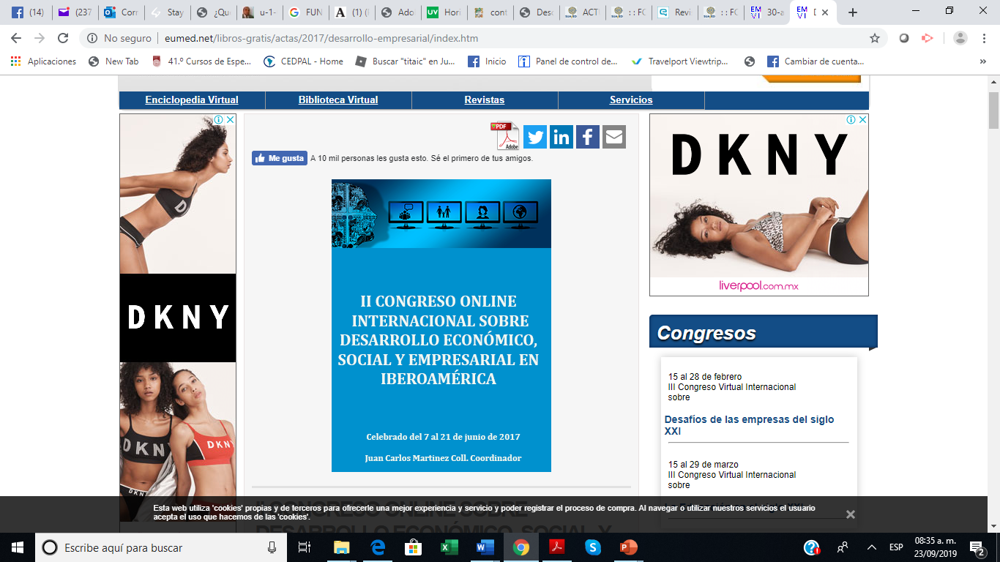 (14)
(237
Corr
Stay
¿Qu
u-1-
FUN
(1) (
Ado
Hori
cont
Desc
ACT
: : FC
Revis
: : FC
30-a
No seguro | eumed.net/libros-gratis/actas/2017/desarrollo-empresarial/index.htm
Aplicaciones
New Tab
41.º Cursos de Espe...
CEDPAL - Home
Buscar "titaic" en Ju...
Inicio
Panel de control de...
Travelport Viewtrip...
Cambiar de cuenta...
»
Enciclopedia Virtual
Biblioteca Virtual
Revistas
Servicios
PDF
Adobe
Me gusta
A 10 mil personas les gusta esto. Sé el primero de tus amigos.
DKNY
DKNY
II CONGRESO ONLINE
INTERNACIONAL SOBRE
DESARROLLO ECONÓMICO,
SOCIAL Y EMPRESARIAL EN
IBEROAMÉRICA
Celebrado del 7 al 21 de junio de 2017
Juan Carlos Martínez Coll. Coordinador
DKNY
liverpool.com.mx
Congresos
15 al 28 de febrero
III Congreso Virtual Internacional
sobre
Desafíos de las empresas del siglo
XXI
15 al 29 de marzo
III Congreso Virtual Internacional
sobre
II CONGRESO ONLINE SOBRE
DESARROLLO ECONÓMICO, SOCIAL Y
Esta web utiliza 'cookies' propias y de terceros para ofrecerle una mejor experiencia y servicio y poder registrar el proceso de compra. Al navegar o utilizar nuestros servicios el usuario
acepta el uso que hacemos de las 'cookies'.
Escribe aquí para buscar
ESP
08:35 a. m.
23/09/2019
2